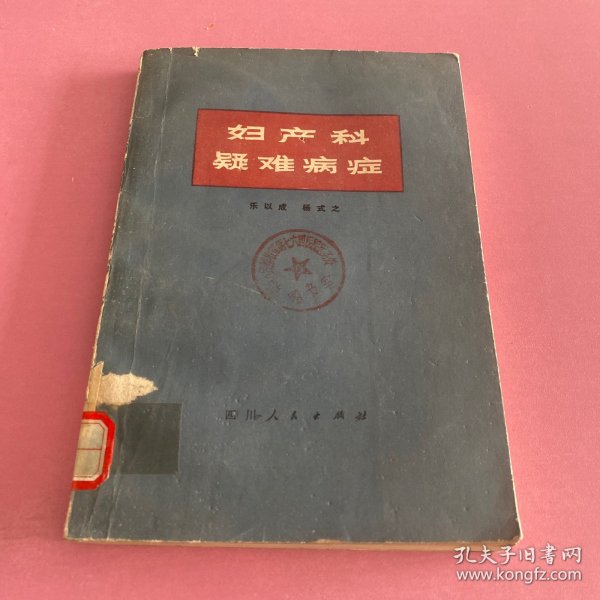 妇产科
疑难病症
乐以成 杨式之
四川人民出版社
孔夫子旧书网
www.kongfz.com